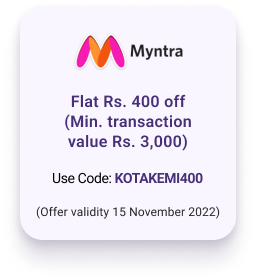 Myntra
Flat Rs. 400 off
(Min. transaction
value Rs. 3,000)
Use Code: KOTAKEMI400
(Offer validity 15 November 2022)